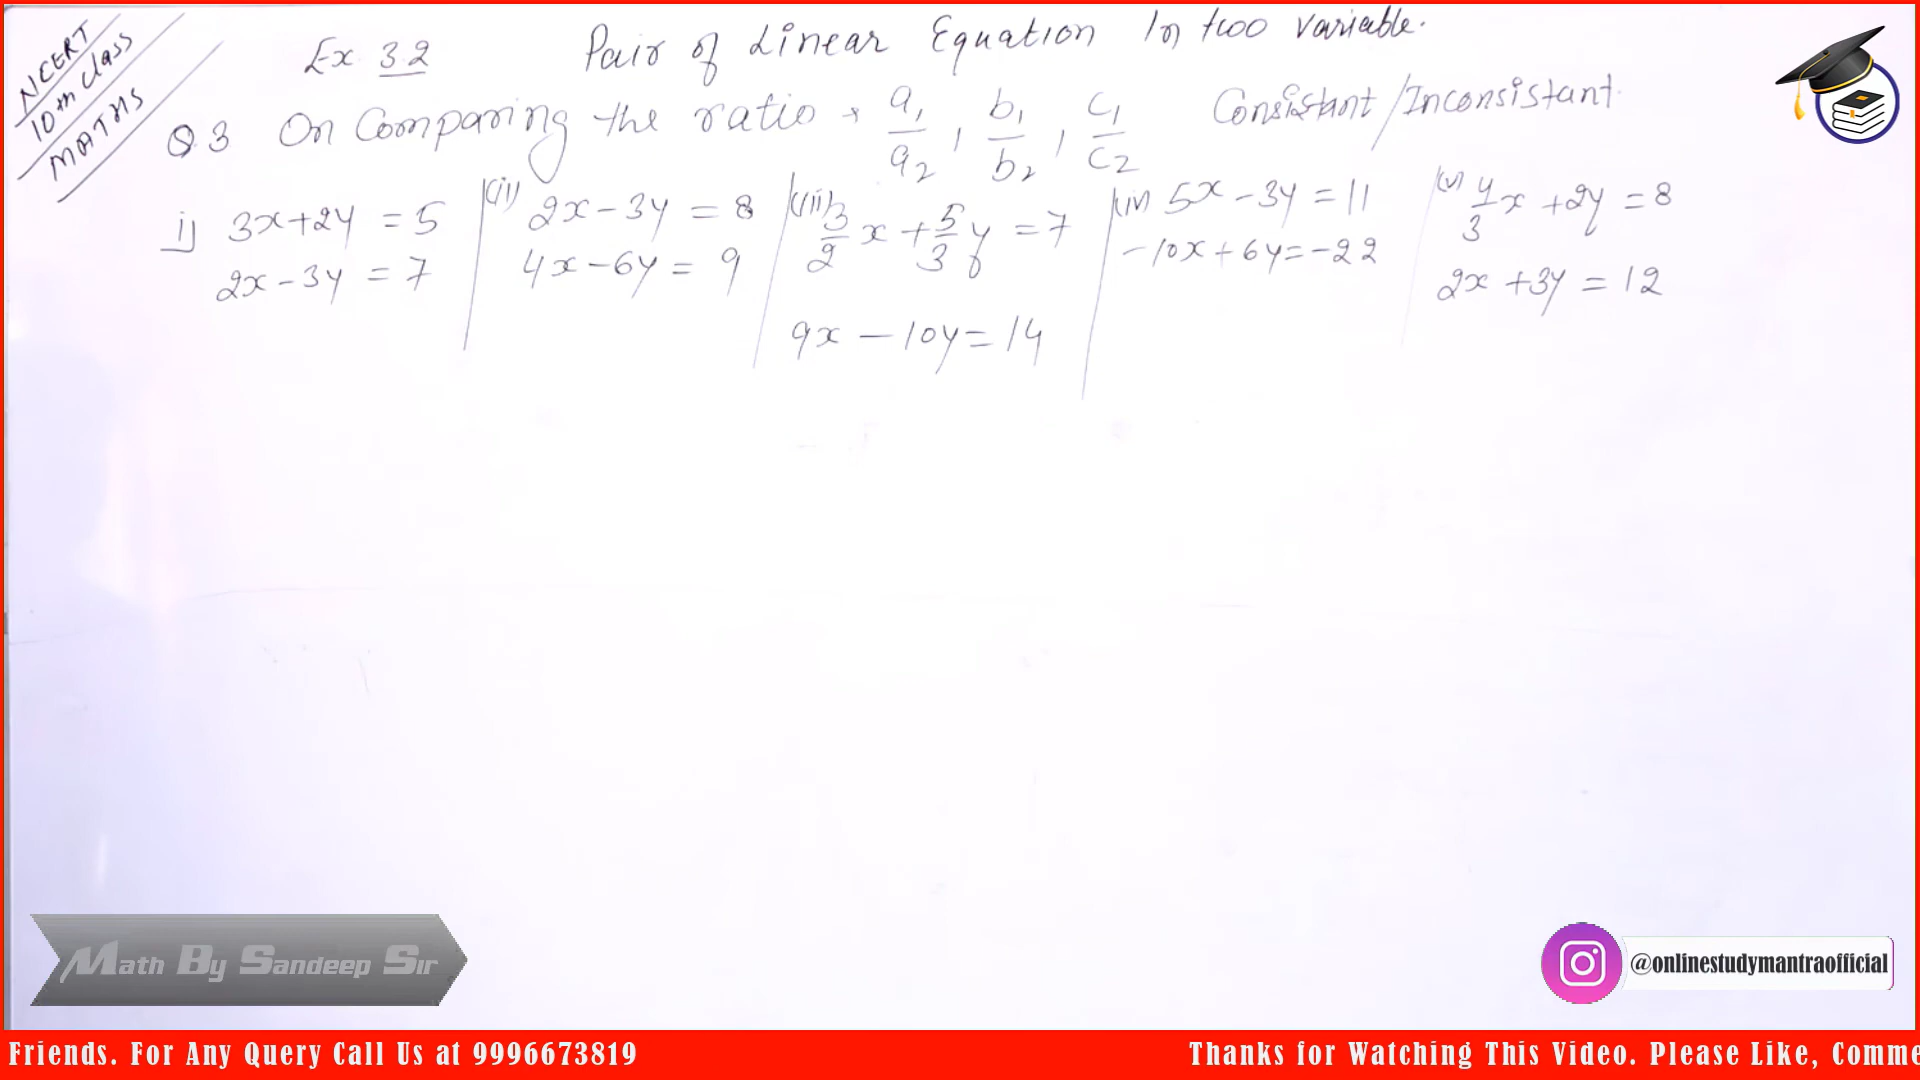 NCERT
10th Class
MATHS
Ex. 3.2 Pair of Linear Equation In two variable.
Q 3 On Comparing the ratio, a1/a2, b1/b2, c1/c2 Consistant/Inconsistant.
i) 3x+2y = 5
2x-3y = 7
(ii) 2x-3y = 8
4x-6y = 9
(iii) 3/2 x + 5/3 y = 7
9x - 10y = 14
(iv) 5x-3y = 11
-10x+6y = -22
(v) 4/3 x + 2y = 8
2x + 3y = 12
Math By Sandeep Sir
@onlinestudymantraofficial
Friends. For Any Query Call Us at 9996673819 Thanks for Watching This Video. Please Like, Comme